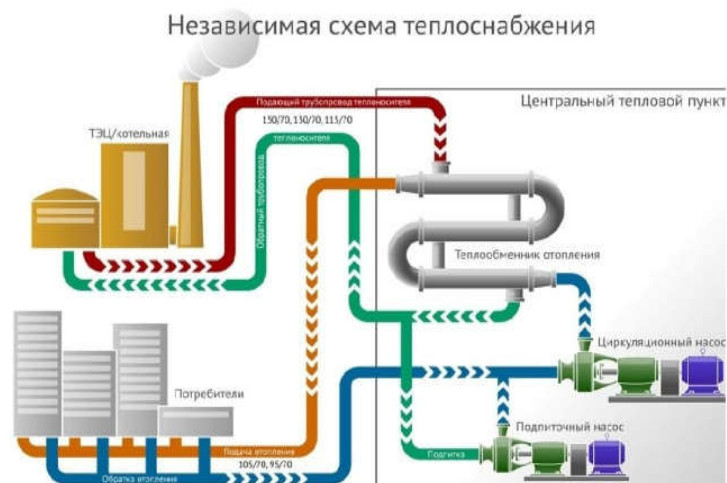 Независимая схема теплоснабжения
Подающий трубопровод теплоносителя
Центральный тепловой пункт
150/70, 130/70, 115/70
ТЭЦ/котельная
теплоносителя
Обратный трубопровод
Теплообменник отопления
Циркуляционный насос
Потребители
Подпиточный насос
Подача отопления
Подпитка
105/70, 95/70
Обратка отопления